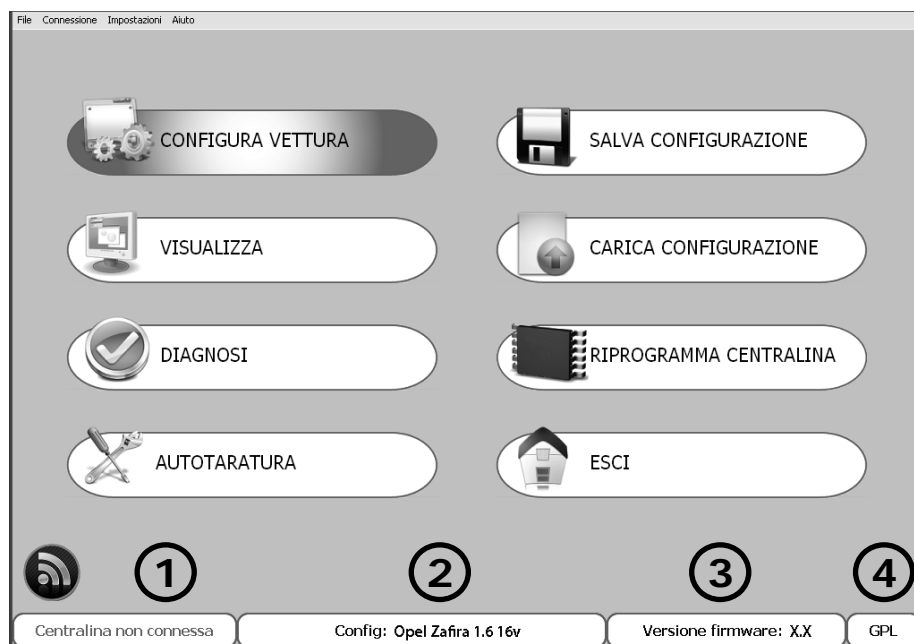 File Connessione Impostazioni Aiuto
CONFIGURA VETTURA
SALVA CONFIGURAZIONE
VISUALIZZA
CARICA CONFIGURAZIONE
DIAGNOSI
RIPROGRAMMA CENTRALINA
AUTOTARATURA
ESCI
1 2 3 4
Centralina non connessa Config: Opel Zafira 1.6 16v Versione firmware: X.X GPL